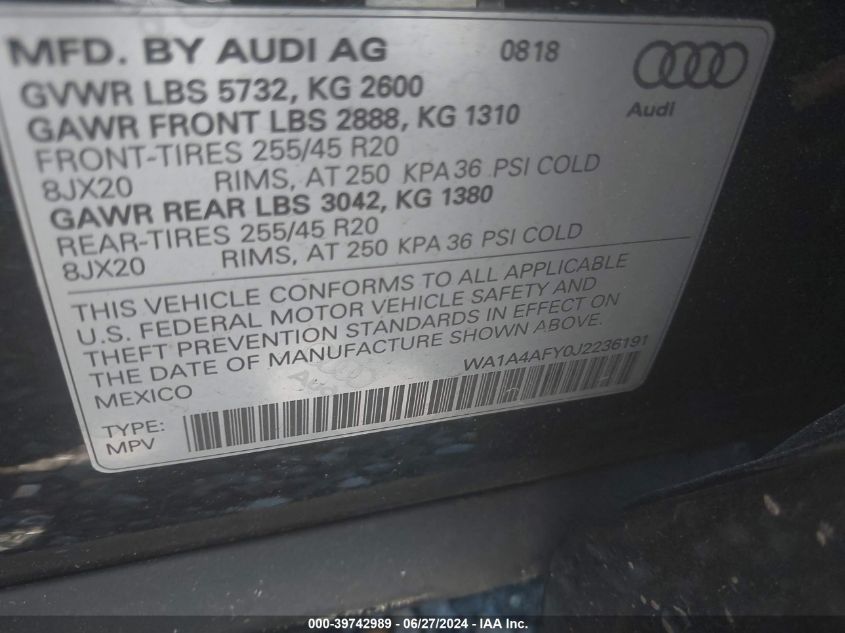 MFD. BY AUDI AG 0818
Audi
GVWR LBS 5732, KG 2600
GAWR FRONT LBS 2888, KG 1310
FRONT-TIRES 255/45 R20
8JX20 RIMS, AT 250 KPA 36 PSI COLD
GAWR REAR LBS 3042, KG 1380
REAR-TIRES 255/45 R20
8JX20 RIMS, AT 250 KPA 36 PSI COLD
THIS VEHICLE CONFORMS TO ALL APPLICABLE
U.S. FEDERAL MOTOR VEHICLE SAFETY AND
THEFT PREVENTION STANDARDS IN EFFECT ON
THE DATE OF MANUFACTURE SHOWN ABOVE.
MEXICO WA1A4AFY0J2236191
TYPE:
MPV
000-39742989 - 06/27/2024 - IAA Inc.